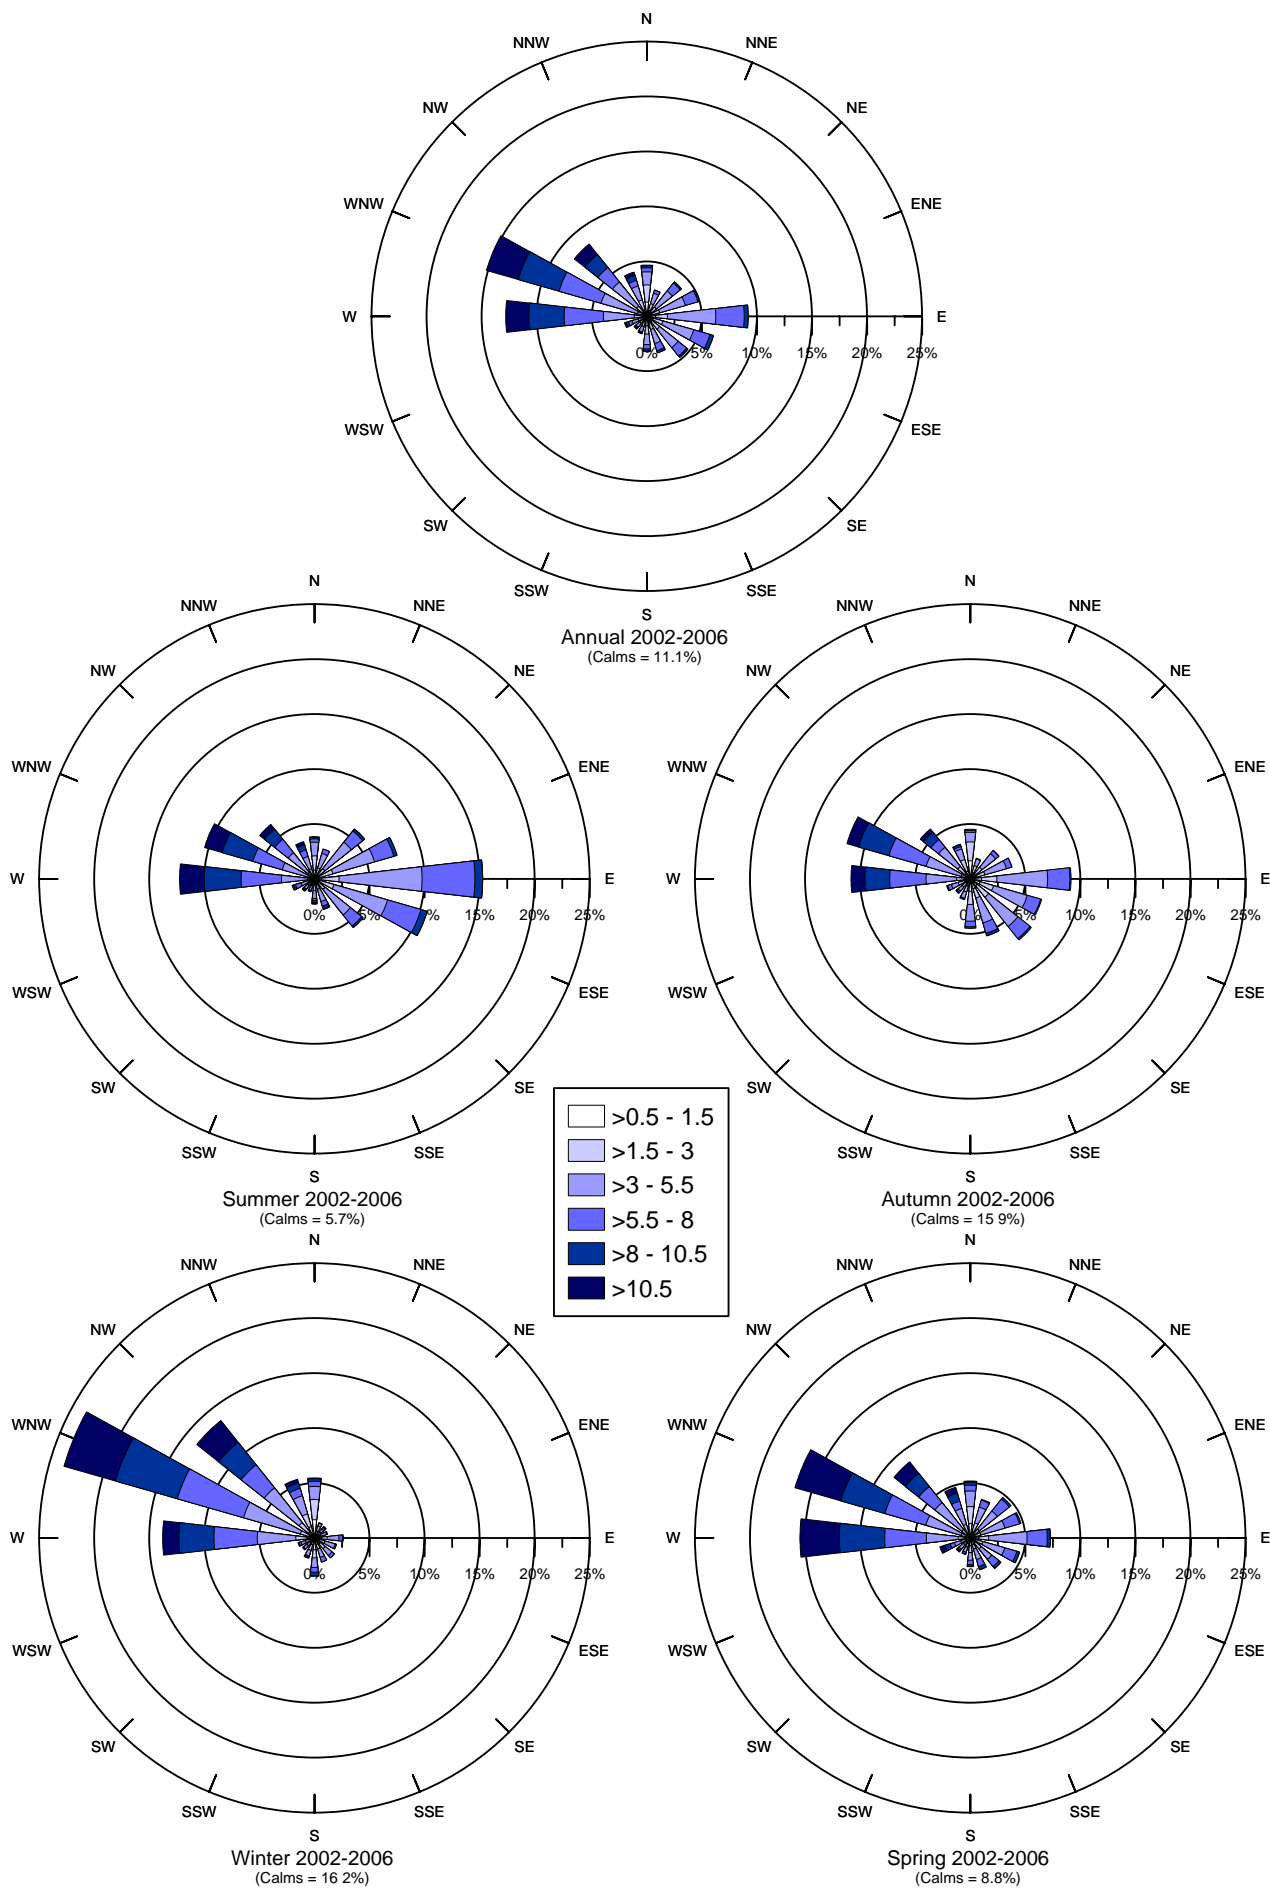 N
NNW NNE
NW NE
WNW ENE
W E
0% 5% 10% 15% 20% 25%
WSW ESE
SW SE
SSW SSE
S
Annual 2002-2006
(Calms = 11.1%)
N
NNW NNE
NW NE
WNW ENE
W E
0% 5% % 15% 20% 25%
WSW ESE
SW SE
SSW SSE
S
Summer 2002-2006
(Calms = 5.7%)
N
NNW NNE
NW NE
WNW ENE
W E
0% 5% 10% 15% 20% 25%
WSW ESE
SW SE
SSW SSE
S
Autumn 2002-2006
(Calms = 15 9%)
>0.5 - 1.5
>1.5 - 3
>3 - 5.5
>5.5 - 8
>8 - 10.5
>10.5
N
NNW NNE
NW NE
WNW ENE
W E
0% 5% 10% 15% 20% 25%
WSW ESE
SW SE
SSW SSE
S
Winter 2002-2006
(Calms = 16 2%)
N
NNW NNE
NW NE
WNW ENE
W E
0% 5% 10% 15% 20% 25%
WSW ESE
SW SE
SSW SSE
S
Spring 2002-2006
(Calms = 8.8%)